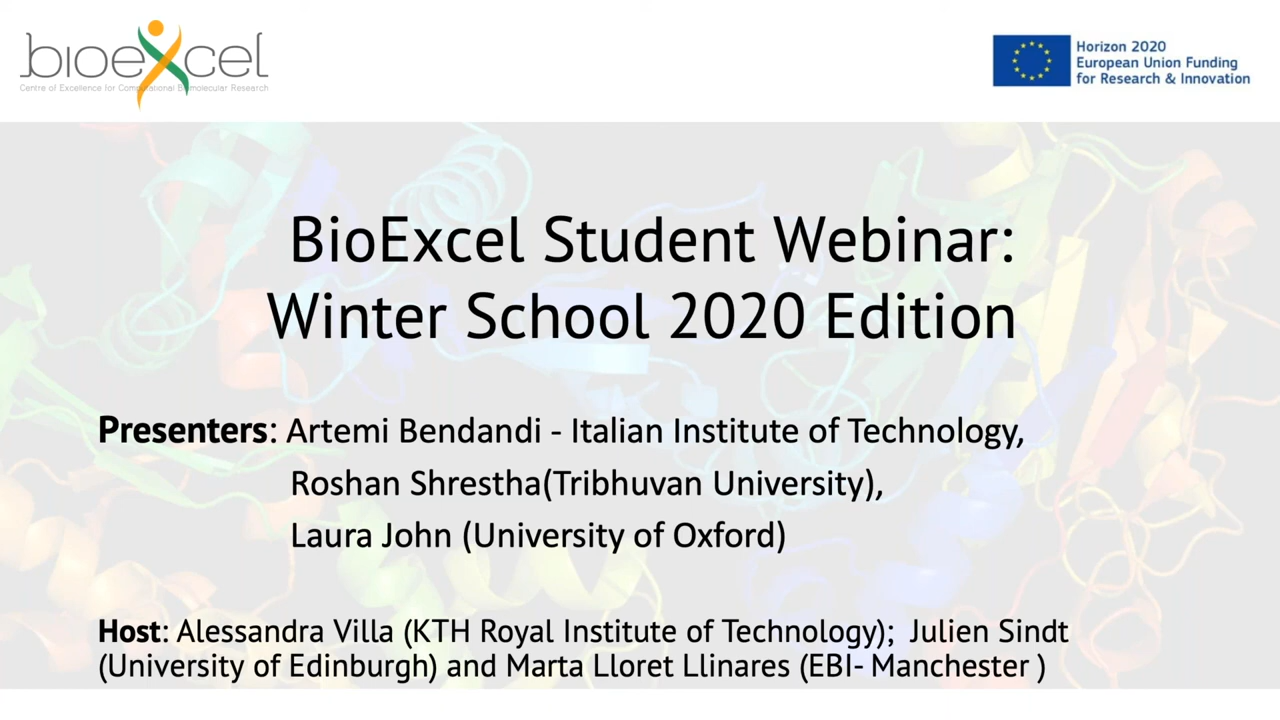 bioexcel
Centre of Excellence for Computational Biomolecular Research
Horizon 2020
European Union Funding
for Research & Innovation
BioExcel Student Webinar:
Winter School 2020 Edition
Presenters: Artemi Bendandi - Italian Institute of Technology,
Roshan Shrestha(Tribhuvan University),
Laura John (University of Oxford)
Host: Alessandra Villa (KTH Royal Institute of Technology); Julien Sindt
(University of Edinburgh) and Marta Lloret Llinares (EBI- Manchester )